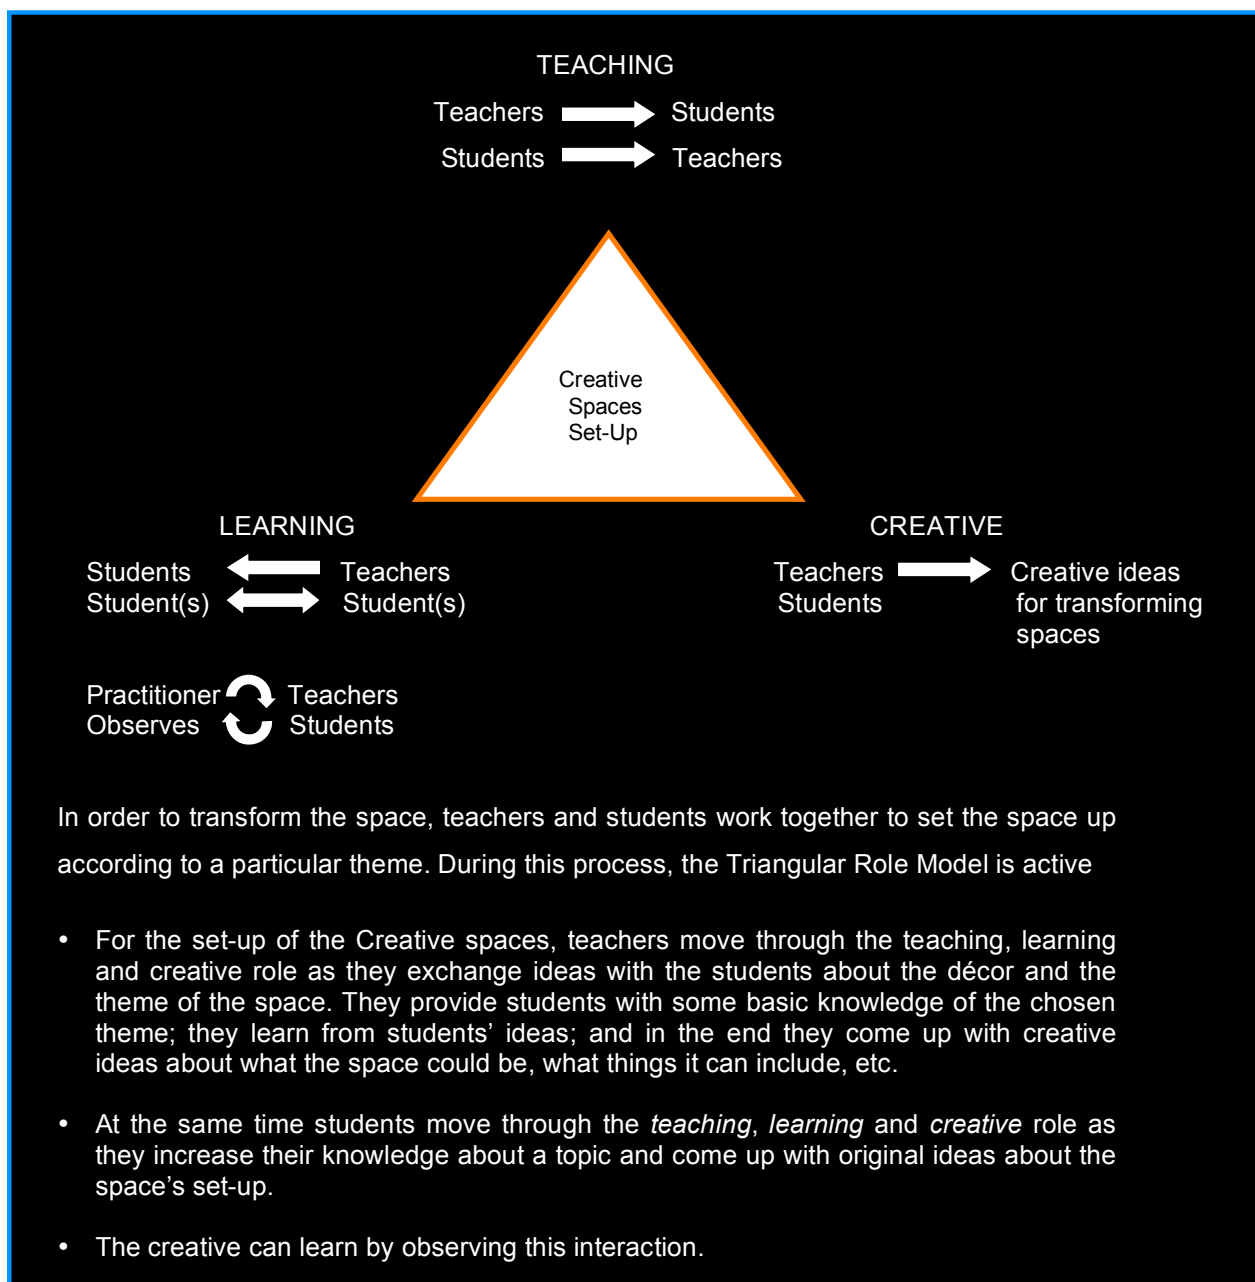 TEACHING
Teachers Students
Students Teachers
Creative
Spaces
Set-Up
LEARNING
Students Teachers
Student(s) Student(s)
Practitioner Teachers
Observes Students
CREATIVE
Teachers Creative ideas
Students for transforming
spaces
In order to transform the space, teachers and students work together to set the space up
according to a particular theme. During this process, the Triangular Role Model is active
• For the set-up of the Creative spaces, teachers move through the teaching, learning
and creative role as they exchange ideas with the students about the décor and the
theme of the space. They provide students with some basic knowledge of the chosen
theme; they learn from students’ ideas; and in the end they come up with creative
ideas about what the space could be, what things it can include, etc.
• At the same time students move through the teaching, learning and creative role as
they increase their knowledge about a topic and come up with original ideas about the
space’s set-up.
• The creative can learn by observing this interaction.